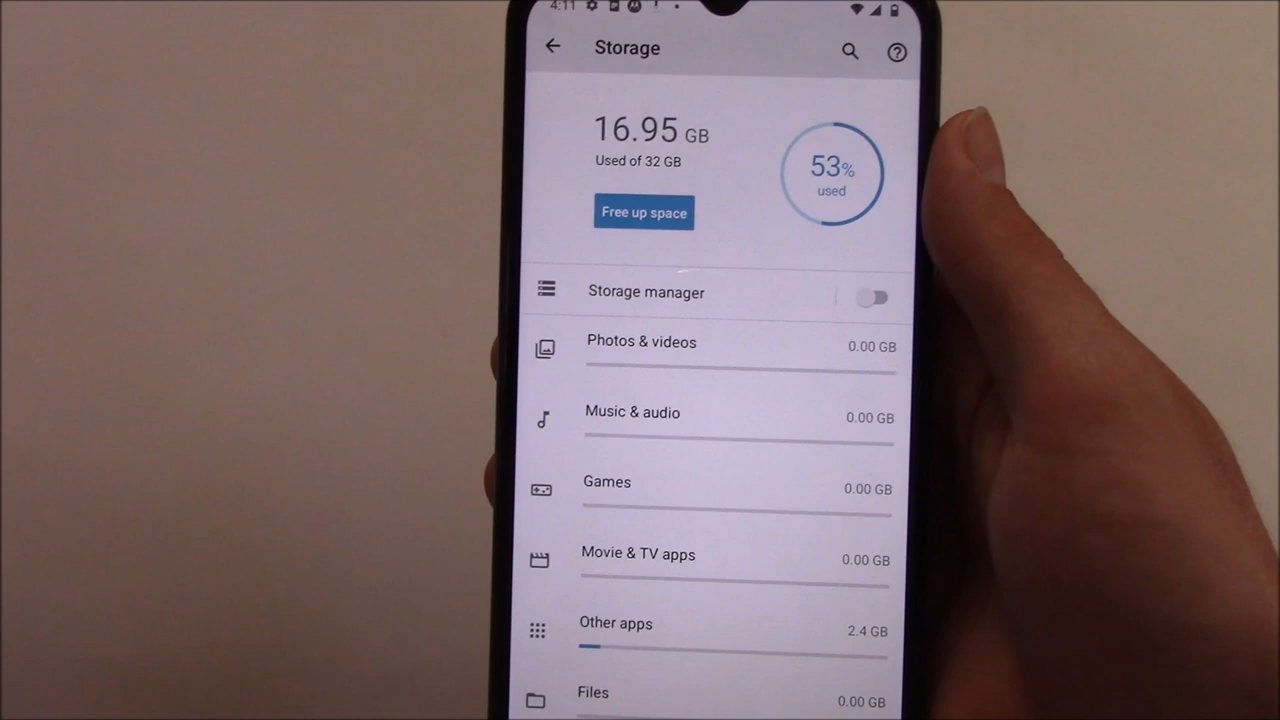 4:11
Storage
16.95 GB
Used of 32 GB
53%
used
Free up space
Storage manager
Photos & videos 0.00 GB
Music & audio 0.00 GB
Games 0.00 GB
Movie & TV apps 0.00 GB
Other apps 2.4 GB
Files 0.00 GB